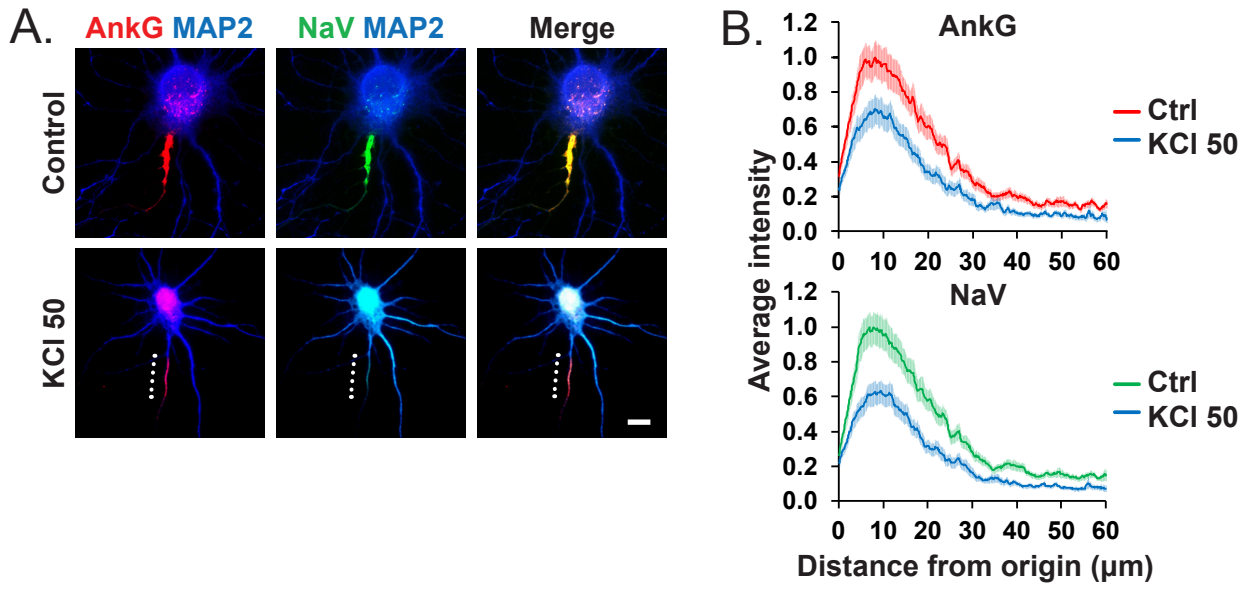 A.
AnkG MAP2
NaV MAP2
Merge
Control
KCl 50
B.
AnkG
1.2
1.0
0.8
0.6
0.4
0.2
0.0
0 10 20 30 40 50 60
Ctrl
KCl 50
Average intensity
NaV
1.2
1.0
0.8
0.6
0.4
0.2
0.0
0 10 20 30 40 50 60
Ctrl
KCl 50
Distance from origin (µm)